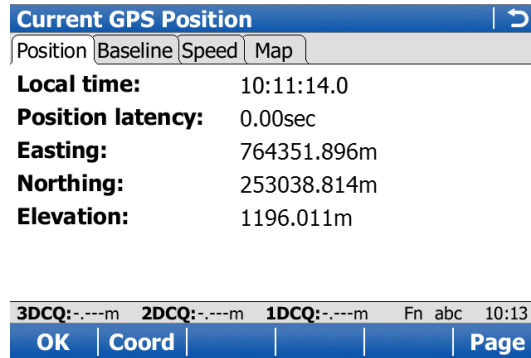 Current GPS Position
Position Baseline Speed Map
Local time: 10:11:14.0
Position latency: 0.00sec
Easting: 764351.896m
Northing: 253038.814m
Elevation: 1196.011m
3DCQ:-.---m 2DCQ:-.---m 1DCQ:-.---m Fn abc 10:13
OK Coord Page